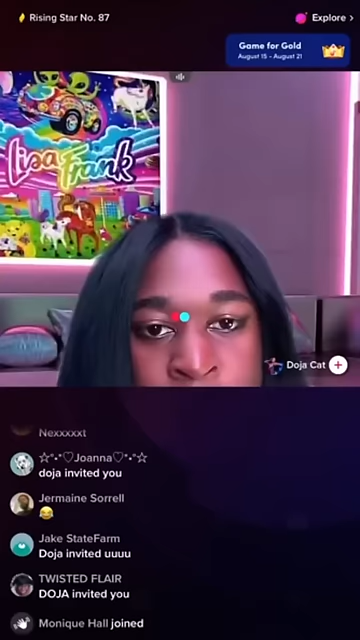 Rising Star No. 87
Explore >
Game for Gold
August 15 - August 21
Lisa Frank
Doja Cat
Nexxxxxt
☆°•*♡Joanna♡*•°☆
doja invited you
Jermaine Sorrell
😂
Jake StateFarm
Doja invited uuuu
TWISTED FLAIR
DOJA invited you
Monique Hall joined